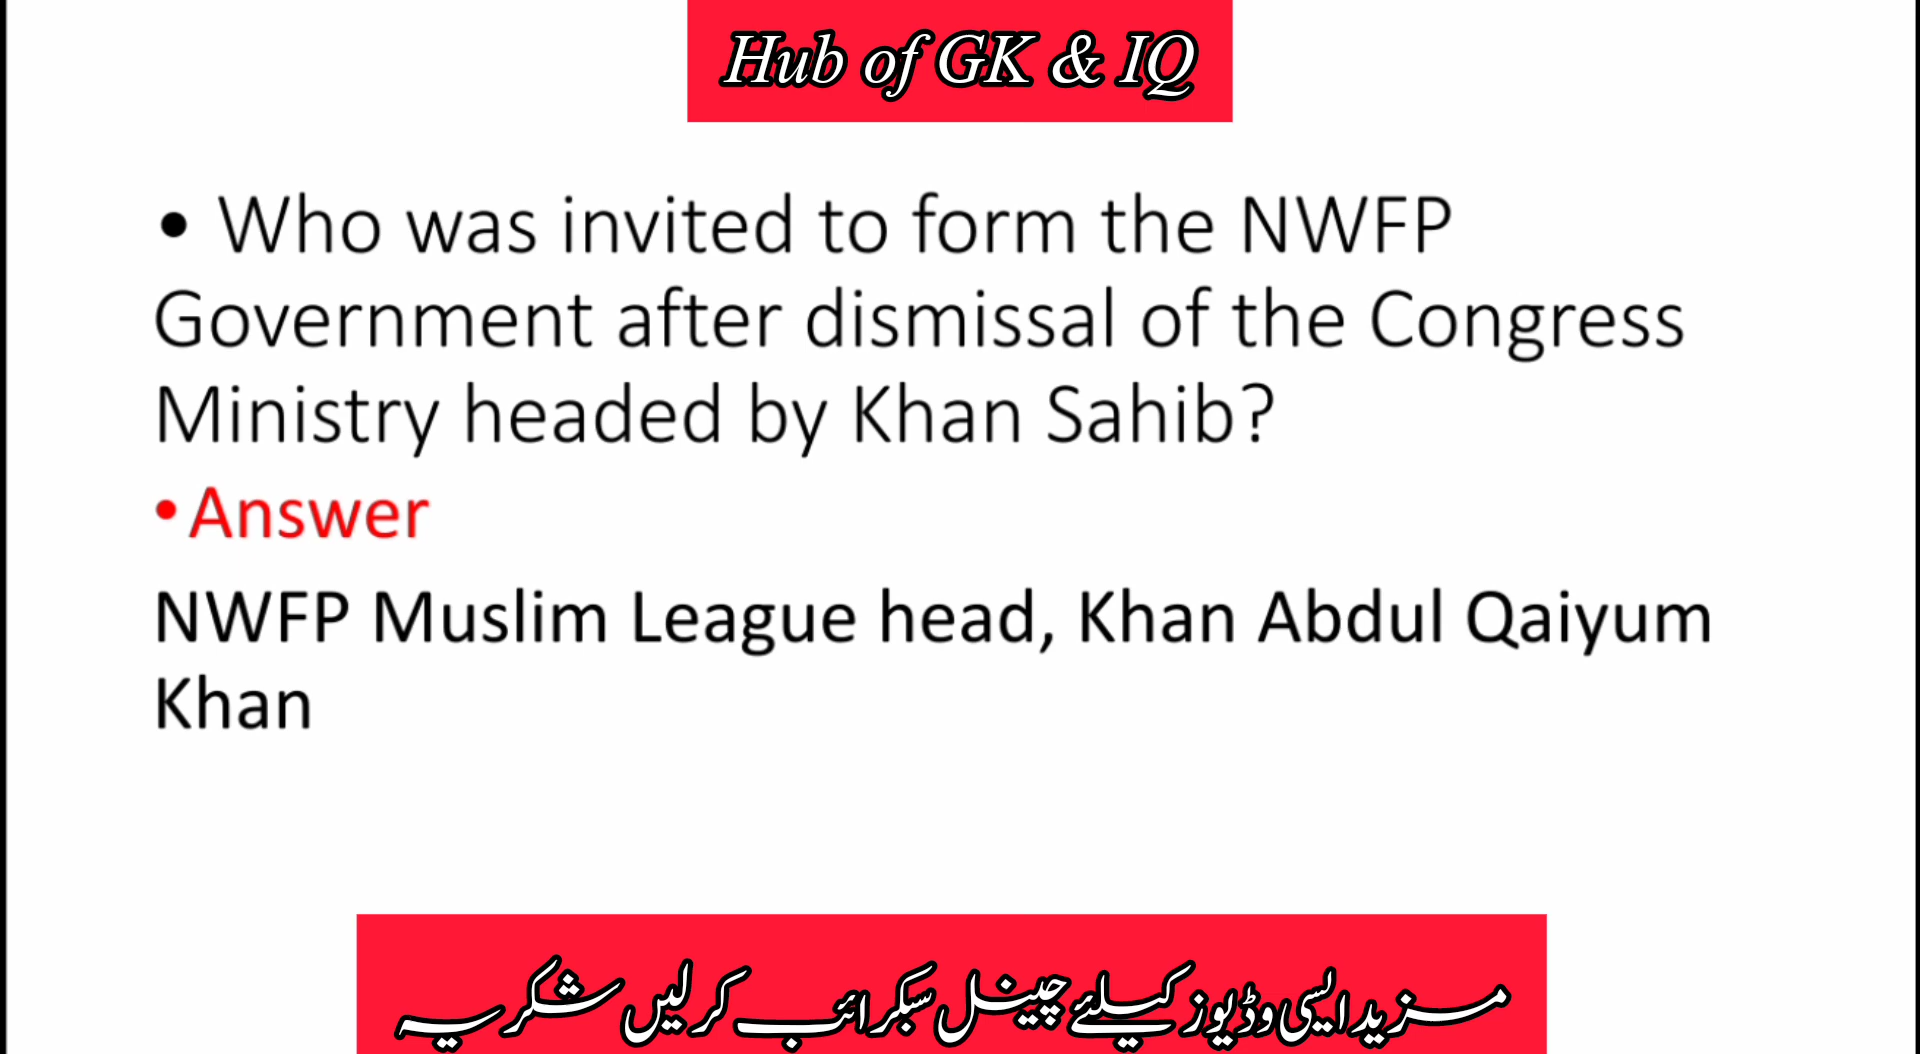 Hub of GK & IQ
• Who was invited to form the NWFP
Government after dismissal of the Congress
Ministry headed by Khan Sahib?
• Answer
NWFP Muslim League head, Khan Abdul Qaiyum
Khan
مزید ایسی وڈیوز کیلئے چینل سبکرائب کر لیں شکریہ